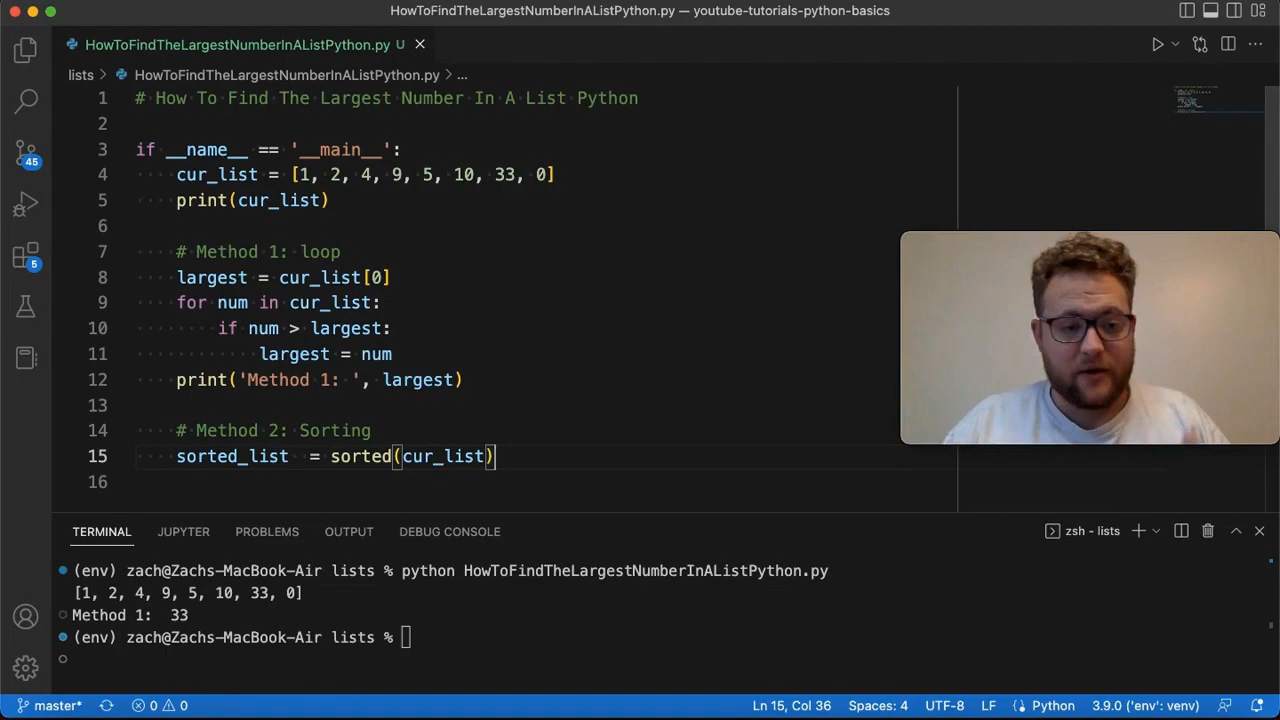 HowToFindTheLargestNumberInAListPython.py — youtube-tutorials-python-basics
HowToFindTheLargestNumberInAListPython.py U
lists > HowToFindTheLargestNumberInAListPython.py > ...
1 # How To Find The Largest Number In A List Python
2
3 if __name__ == '__main__':
4 cur_list = [1, 2, 4, 9, 5, 10, 33, 0]
5 print(cur_list)
6
7 # Method 1: loop
8 largest = cur_list[0]
9 for num in cur_list:
10 if num > largest:
11 largest = num
12 print('Method 1: ', largest)
13
14 # Method 2: Sorting
15 sorted_list  = sorted(cur_list)
16
45
5
TERMINAL JUPYTER PROBLEMS OUTPUT DEBUG CONSOLE zsh - lists
(env) zach@Zachs-MacBook-Air lists % python HowToFindTheLargestNumberInAListPython.py
[1, 2, 4, 9, 5, 10, 33, 0]
Method 1:  33
(env) zach@Zachs-MacBook-Air lists %
master* 0 0 Ln 15, Col 36 Spaces: 4 UTF-8 LF Python 3.9.0 ('env': venv)